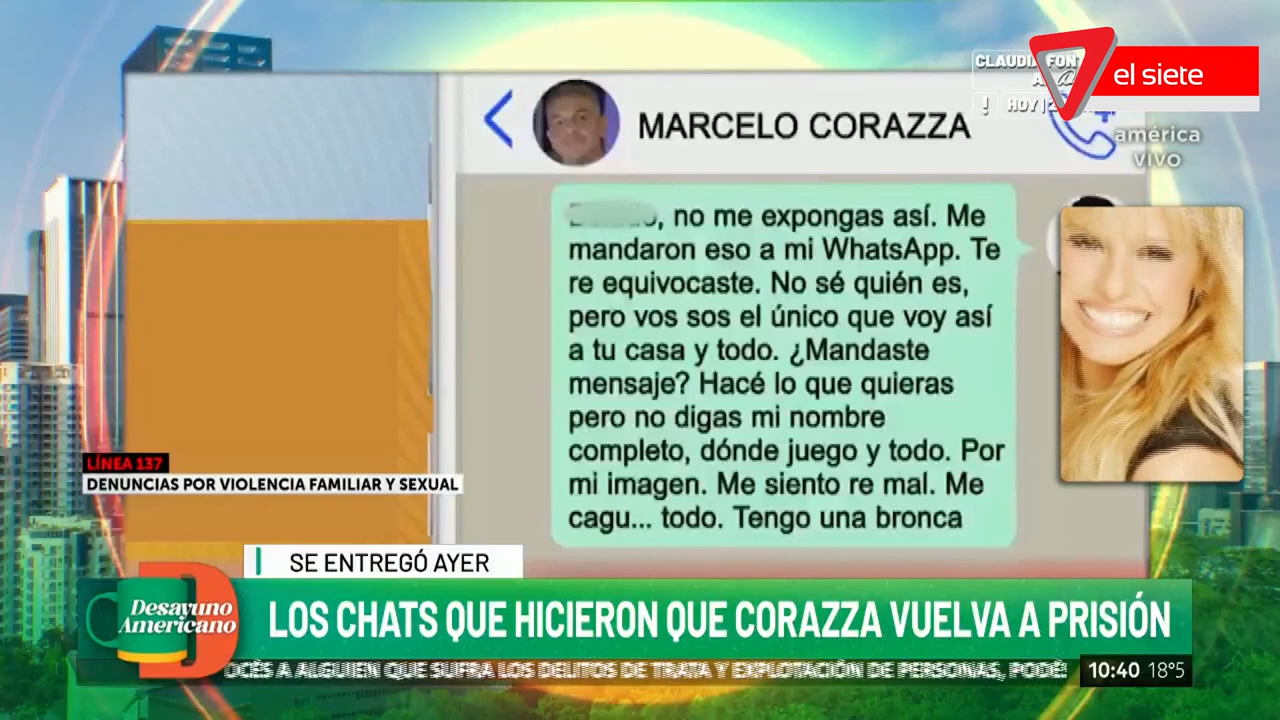 CLAUDIA FON
HOY
el siete
américa
VIVO
MARCELO CORAZZA
, no me expongas así. Me
mandaron eso a mi WhatsApp. Te
re equivocaste. No sé quién es,
pero vos sos el único que voy así
a tu casa y todo. ¿Mandaste
mensaje? Hacé lo que quieras
pero no digas mi nombre
completo, dónde juego y todo. Por
mi imagen. Me siento re mal. Me
cagu... todo. Tengo una bronca
LÍNEA 137
DENUNCIAS POR VIOLENCIA FAMILIAR Y SEXUAL
SE ENTREGÓ AYER
Desayuno
Americano
LOS CHATS QUE HICIERON QUE CORAZZA VUELVA A PRISIÓN
OCÉS A ALGUIEN QUE SUFRA LOS DELITOS DE TRATA Y EXPLOTACIÓN DE PERSONAS, PODÉ
10:40 18°5